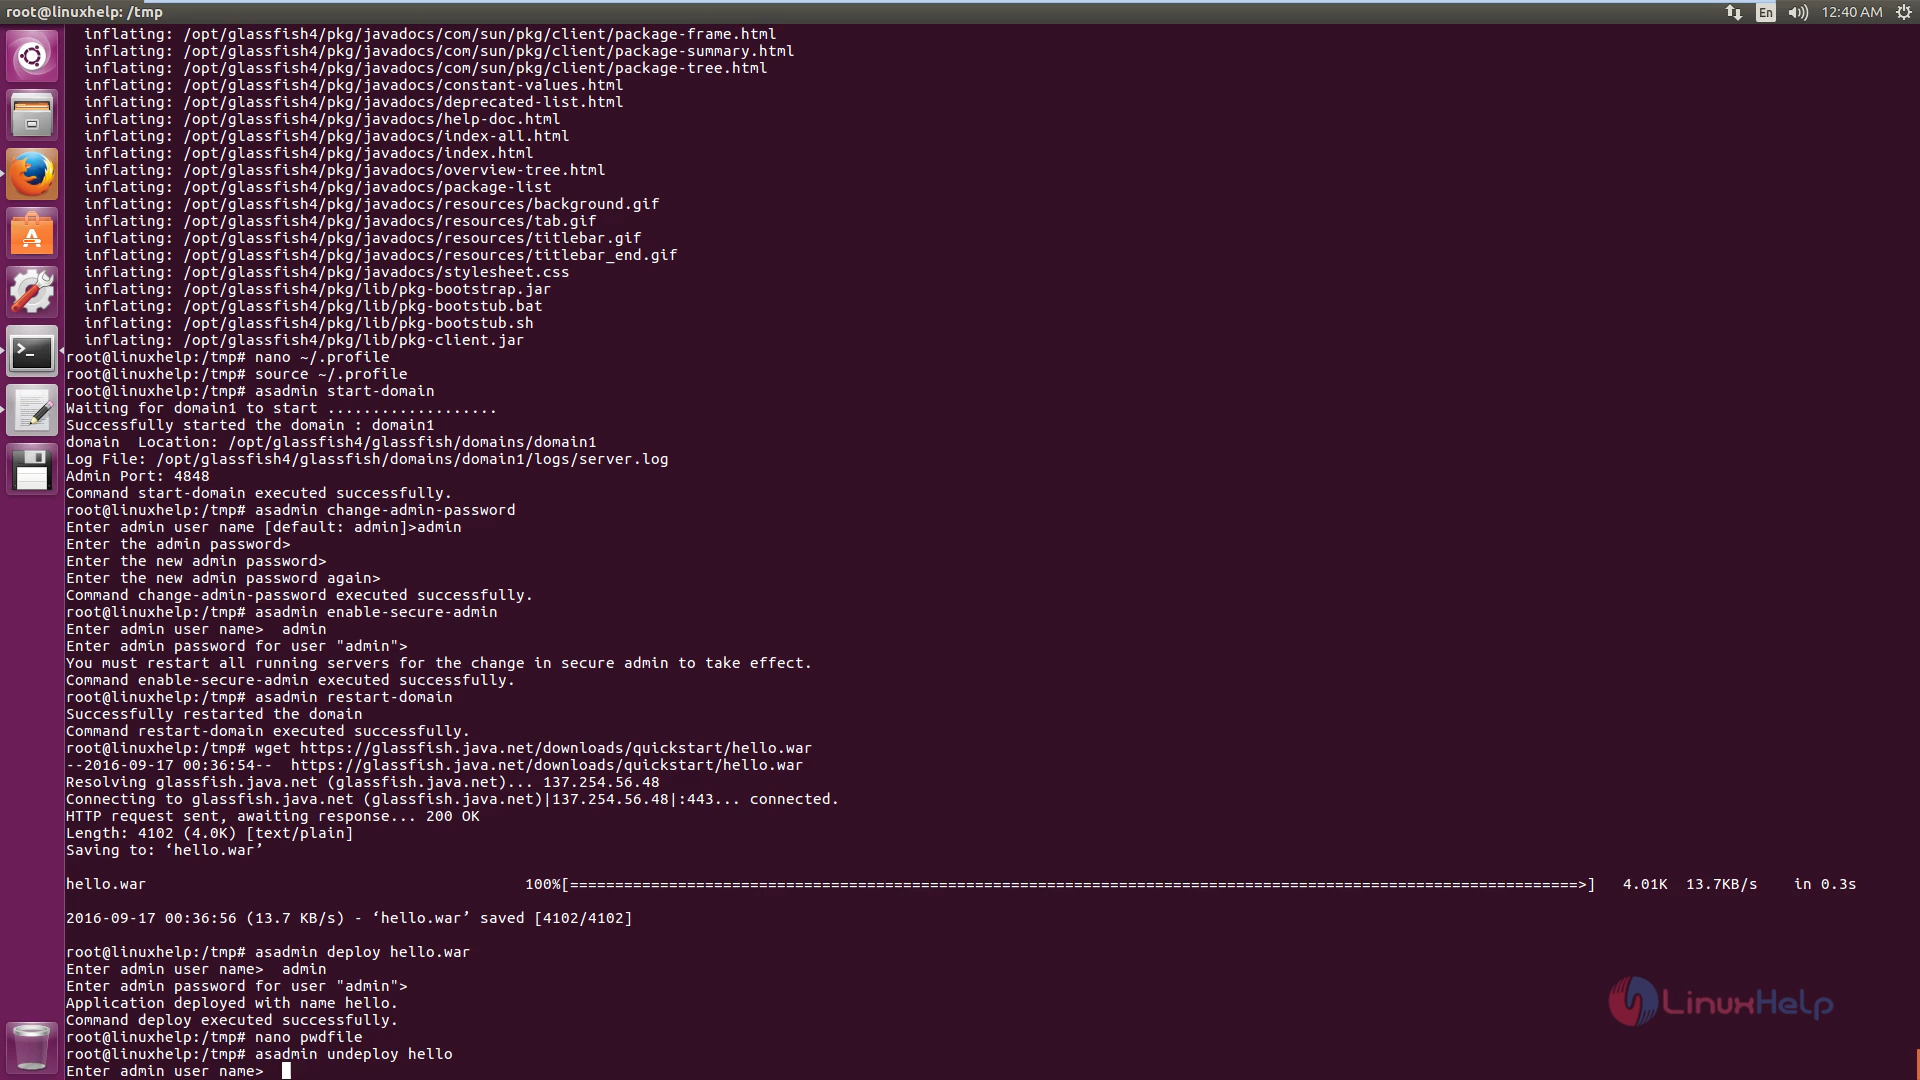 root@linuxhelp: /tmp
En
12:40 AM
inflating: /opt/glassfish4/pkg/javadocs/com/sun/pkg/client/package-frame.html
inflating: /opt/glassfish4/pkg/javadocs/com/sun/pkg/client/package-summary.html
inflating: /opt/glassfish4/pkg/javadocs/com/sun/pkg/client/package-tree.html
inflating: /opt/glassfish4/pkg/javadocs/constant-values.html
inflating: /opt/glassfish4/pkg/javadocs/deprecated-list.html
inflating: /opt/glassfish4/pkg/javadocs/help-doc.html
inflating: /opt/glassfish4/pkg/javadocs/index-all.html
inflating: /opt/glassfish4/pkg/javadocs/index.html
inflating: /opt/glassfish4/pkg/javadocs/overview-tree.html
inflating: /opt/glassfish4/pkg/javadocs/package-list
inflating: /opt/glassfish4/pkg/javadocs/resources/background.gif
inflating: /opt/glassfish4/pkg/javadocs/resources/tab.gif
inflating: /opt/glassfish4/pkg/javadocs/resources/titlebar.gif
inflating: /opt/glassfish4/pkg/javadocs/resources/titlebar_end.gif
inflating: /opt/glassfish4/pkg/javadocs/stylesheet.css
inflating: /opt/glassfish4/pkg/lib/pkg-bootstrap.jar
inflating: /opt/glassfish4/pkg/lib/pkg-bootstub.bat
inflating: /opt/glassfish4/pkg/lib/pkg-bootstub.sh
inflating: /opt/glassfish4/pkg/lib/pkg-client.jar
root@linuxhelp:/tmp# nano ~/.profile
root@linuxhelp:/tmp# source ~/.profile
root@linuxhelp:/tmp# asadmin start-domain
Waiting for domain1 to start ...................
Successfully started the domain : domain1
domain  Location: /opt/glassfish4/glassfish/domains/domain1
Log File: /opt/glassfish4/glassfish/domains/domain1/logs/server.log
Admin Port: 4848
Command start-domain executed successfully.
root@linuxhelp:/tmp# asadmin change-admin-password
Enter admin user name [default: admin]>admin
Enter the admin password>
Enter the new admin password>
Enter the new admin password again>
Command change-admin-password executed successfully.
root@linuxhelp:/tmp# asadmin enable-secure-admin
Enter admin user name>  admin
Enter admin password for user "admin">
You must restart all running servers for the change in secure admin to take effect.
Command enable-secure-admin executed successfully.
root@linuxhelp:/tmp# asadmin restart-domain
Successfully restarted the domain
Command restart-domain executed successfully.
root@linuxhelp:/tmp# wget https://glassfish.java.net/downloads/quickstart/hello.war
--2016-09-17 00:36:54--  https://glassfish.java.net/downloads/quickstart/hello.war
Resolving glassfish.java.net (glassfish.java.net)... 137.254.56.48
Connecting to glassfish.java.net (glassfish.java.net)|137.254.56.48|:443... connected.
HTTP request sent, awaiting response... 200 OK
Length: 4102 (4.0K) [text/plain]
Saving to: ‘hello.war’
hello.war 100%[================================================================================================================>] 4.01K 13.7KB/s in 0.3s
2016-09-17 00:36:56 (13.7 KB/s) - ‘hello.war’ saved [4102/4102]
root@linuxhelp:/tmp# asadmin deploy hello.war
Enter admin user name>  admin
Enter admin password for user "admin">
Application deployed with name hello.
Command deploy executed successfully.
root@linuxhelp:/tmp# nano pwdfile
root@linuxhelp:/tmp# asadmin undeploy hello
Enter admin user name>
LinuxHelp